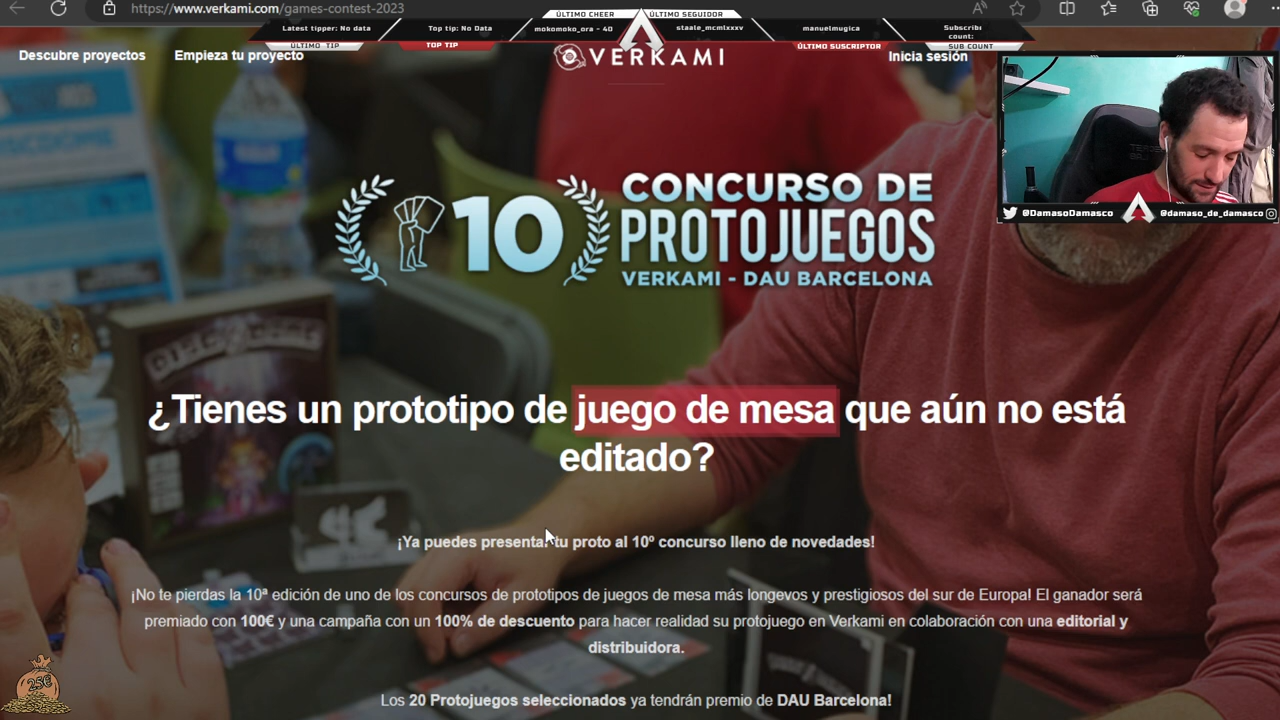 https://www.verkami.com/games-contest-2023
ÚLTIMO CHEER
ÚLTIMO SEGUIDOR
Latest tipper: No data
Top tip: No Data
mokomoko_ora - 40
staale_mcmlxxxv
manuelmugica
Subscribi
count:
ÚLTIMO TIP
TOP TIP
ÚLTIMO SUSCRIPTOR
SUB COUNT
Descubre proyectos
Empieza tu proyecto
VERKAMI
Inicia sesión
@DamasoDamasco
@damaso_de_damasco
10
CONCURSO DE
PROTOJUEGOS
VERKAMI - DAU BARCELONA
¿Tienes un prototipo de juego de mesa que aún no está
editado?
¡Ya puedes presentar tu proto al 10º concurso lleno de novedades!
¡No te pierdas la 10ª edición de uno de los concursos de prototipos de juegos de mesa más longevos y prestigiosos del sur de Europa! El ganador será
premiado con 100€ y una campaña con un 100% de descuento para hacer realidad su protojuego en Verkami en colaboración con una editorial y
distribuidora.
25€
Los 20 Protojuegos seleccionados ya tendrán premio de DAU Barcelona!